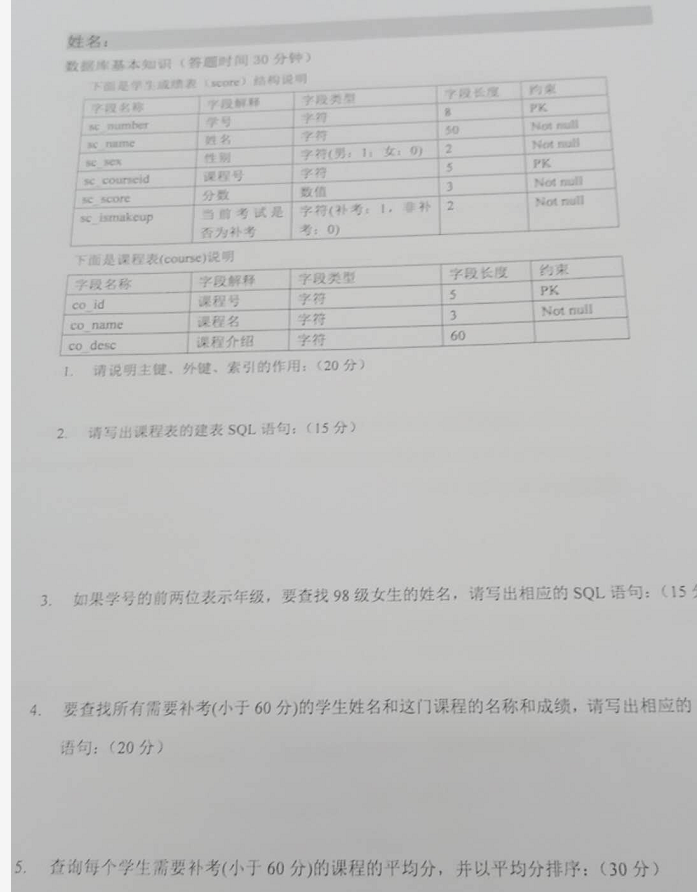 姓名：
数据库基本知识（答题时间 30 分钟）
下面是学生成绩表（score）结构说明
字段名称 字段解释 字段类型 字段长度 约束
sc_number 学号 字符 8 PK
sc_name 姓名 字符 50 Not null
sc_sex 性别 字符(男：1；女：0) 2 Not null
sc_courseid 课程号 字符 5 PK
sc_score 分数 数值 3 Not null
sc_ismakeup 当前考试是 字符(补考：1，非补 2 Not null
否为补考 考：0)
下面是课程表(course)说明
字段名称 字段解释 字段类型 字段长度 约束
co_id 课程号 字符 5 PK
co_name 课程名 字符 3 Not null
co_desc 课程介绍 字符 60
1. 请说明主键、外键、索引的作用：（20 分）
2. 请写出课程表的建表 SQL 语句：（15 分）
3. 如果学号的前两位表示年级，要查找 98 级女生的姓名，请写出相应的 SQL 语句：（15 分
4. 要查找所有需要补考(小于 60 分)的学生姓名和这门课程的名称和成绩，请写出相应的
语句：（20 分）
5. 查询每个学生需要补考(小于 60 分)的课程的平均分，并以平均分排序：（30 分）